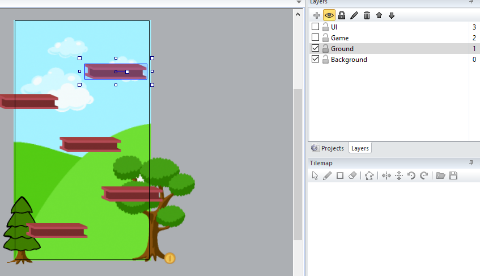 Layers
UI 3
Game 2
Ground 1
Background 0
Projects Layers
Tilemap